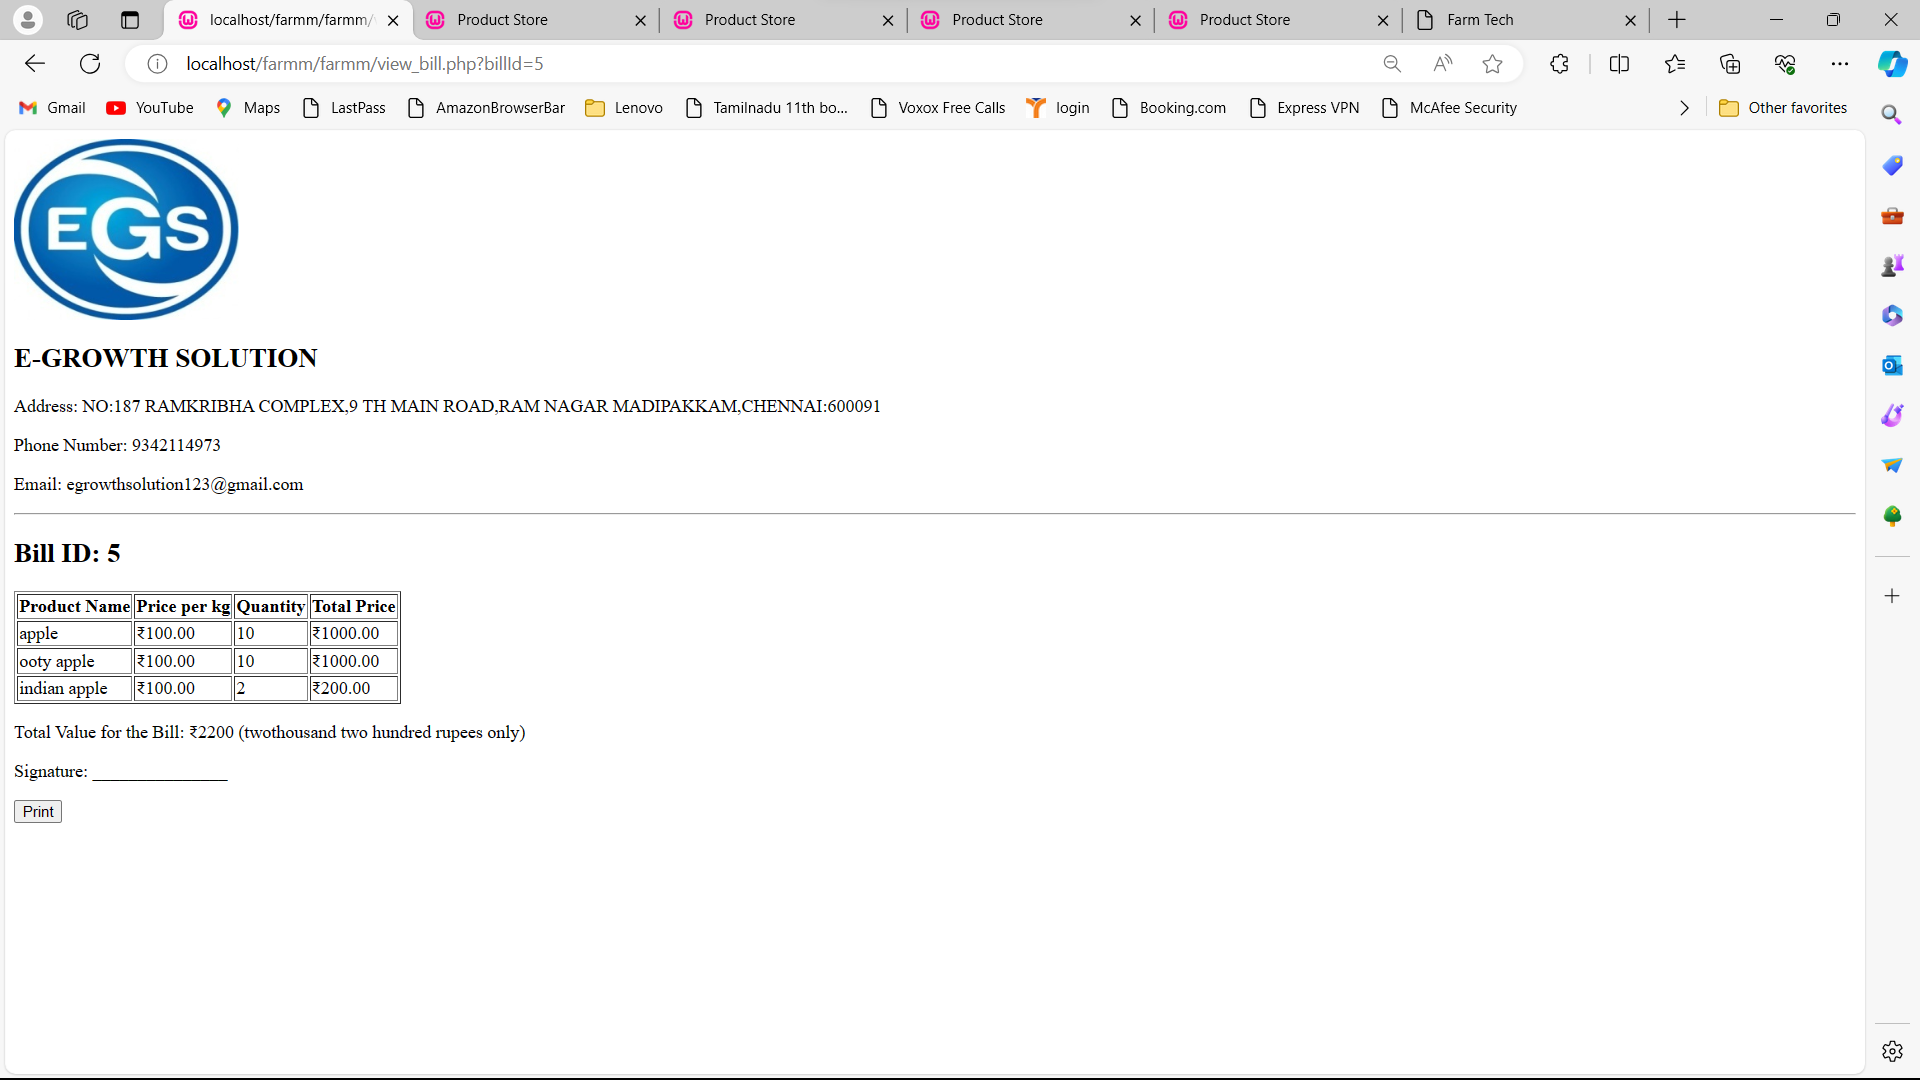 localhost/farmm/farmm/
Product Store
Product Store
Product Store
Product Store
Farm Tech
localhost/farmm/farmm/view_bill.php?billId=5
Gmail
YouTube
Maps
LastPass
AmazonBrowserBar
Lenovo
Tamilnadu 11th bo...
Voxox Free Calls
login
Booking.com
Express VPN
McAfee Security
Other favorites
EGS
E-GROWTH SOLUTION
Address: NO:187 RAMKRIBHA COMPLEX,9 TH MAIN ROAD,RAM NAGAR MADIPAKKAM,CHENNAI:600091
Phone Number: 9342114973
Email: egrowthsolution123@gmail.com
Bill ID: 5
Product Name Price per kg Quantity Total Price
apple ₹100.00 10 ₹1000.00
ooty apple ₹100.00 10 ₹1000.00
indian apple ₹100.00 2 ₹200.00
Total Value for the Bill: ₹2200 (twothousand two hundred rupees only)
Signature: _______________
Print